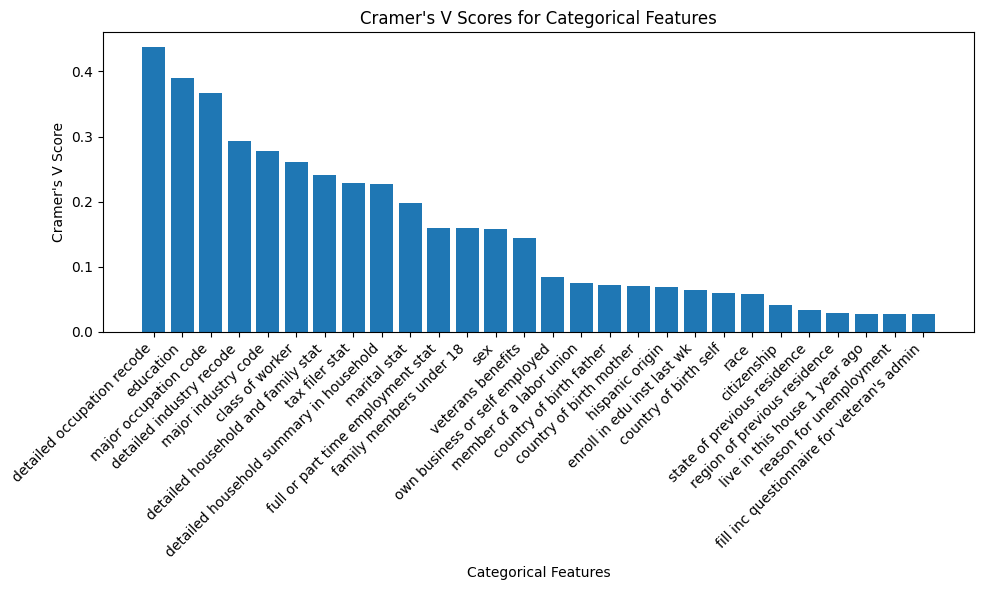 Cramer's V Scores for Categorical Features
Cramer's V Score
0.4
0.3
0.2
0.1
0.0
detailed occupation recode
education
major occupation code
detailed industry recode
major industry code
class of worker
detailed household and family stat
tax filer stat
detailed household summary in household
marital stat
full or part time employment stat
family members under 18
sex
veterans benefits
own business or self employed
member of a labor union
country of birth father
country of birth mother
hispanic origin
enroll in edu inst last wk
country of birth self
race
citizenship
state of previous residence
region of previous residence
live in this house 1 year ago
reason for unemployment
fill inc questionnaire for veteran's admin
Categorical Features